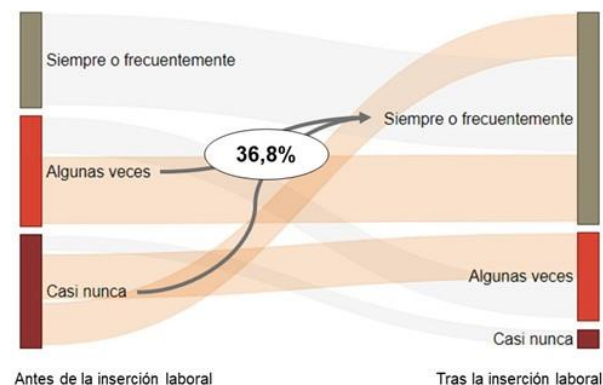 Siempre o frecuentemente
Siempre o frecuentemente
36,8%
Algunas veces
Algunas veces
Casi nunca
Casi nunca
Antes de la inserción laboral
Tras la inserción laboral